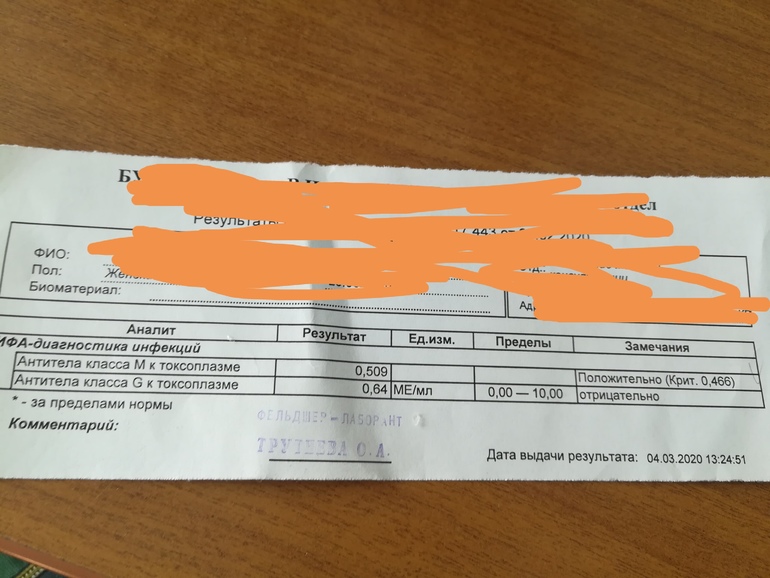 Результаты
ФИО:
Пол:
Биоматериал:
Аналит Результат Ед.изм. Пределы Замечания
ИФА-диагностика инфекций
Антитела класса M к токсоплазме 0,509 Положительно (Крит. 0,466)
Антитела класса G к токсоплазме 0,64 МЕ/мл 0,00 — 10,00 отрицательно
* - за пределами нормы
Комментарий:
ФЕЛЬДШЕР-ЛАБОРАНТ
Дата выдачи результата: 04.03.2020 13:24:51